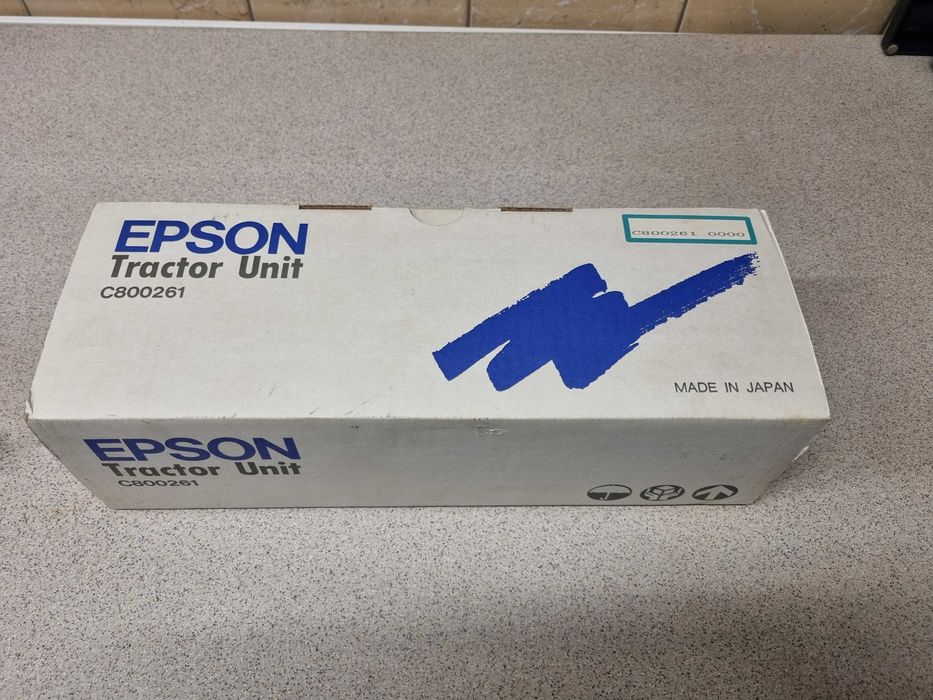 EPSON
Tractor Unit
C800261
C800261 0000
MADE IN JAPAN
EPSON
Tractor Unit
C800261